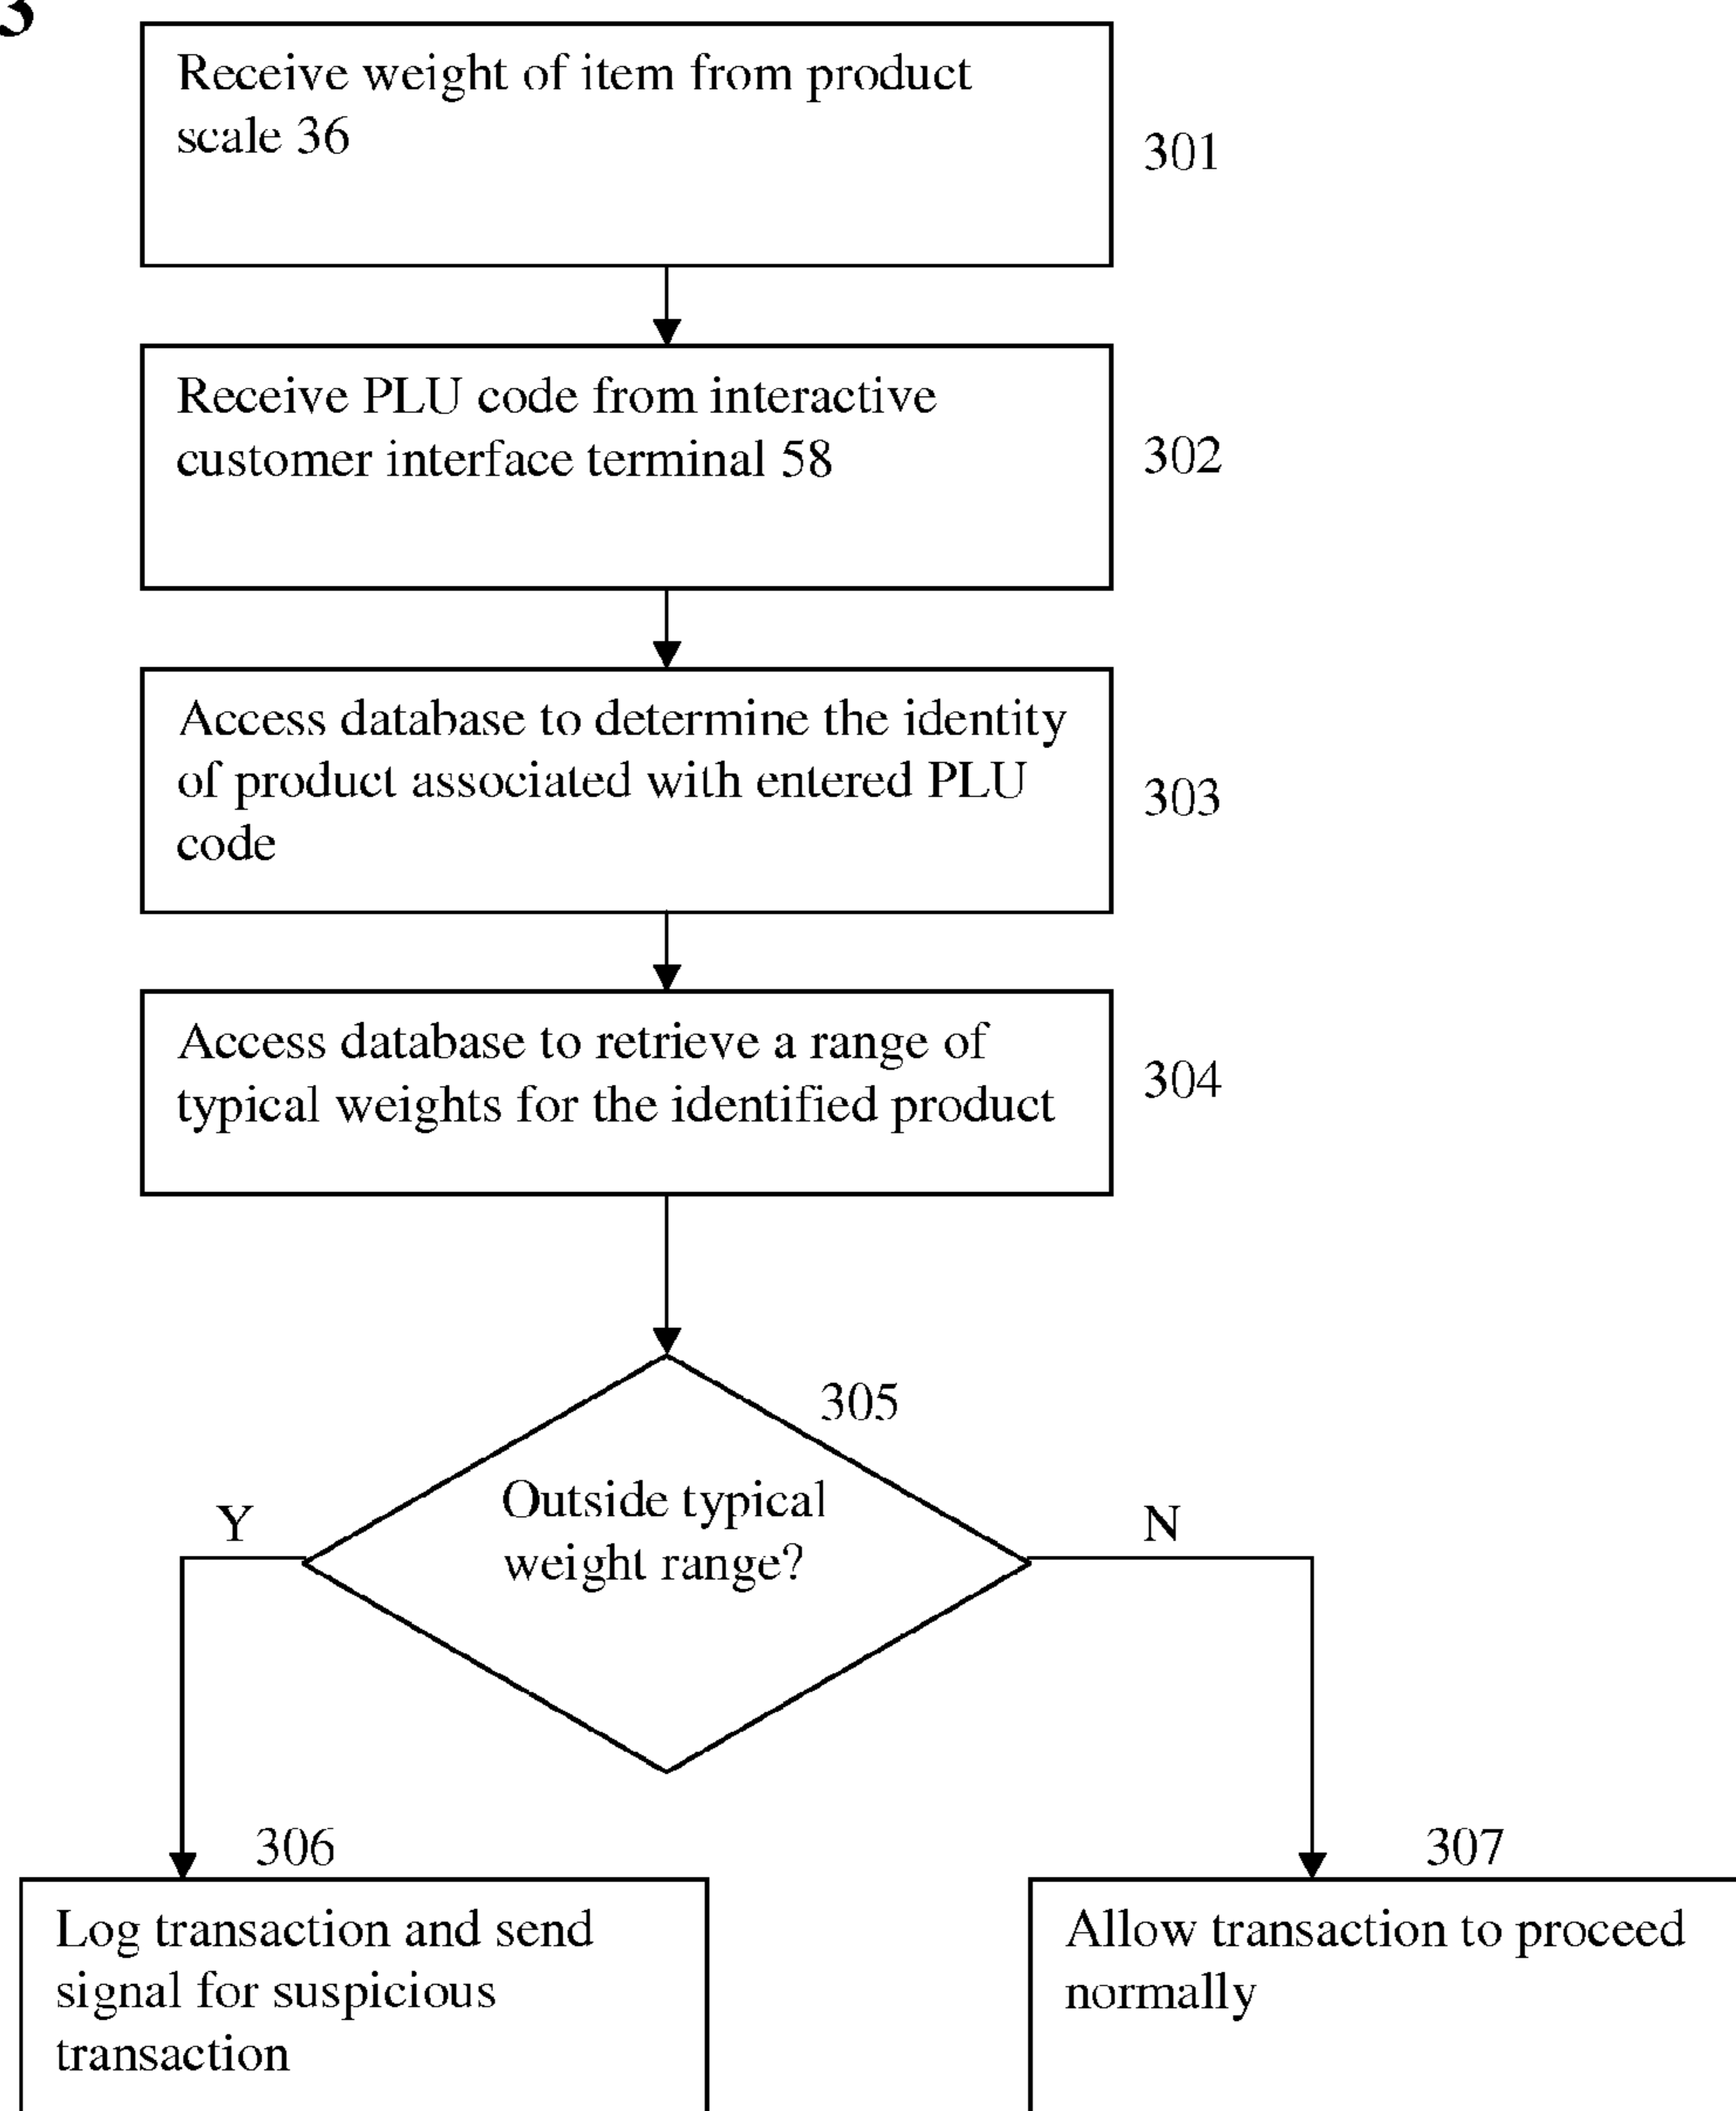 3
Receive weight of item from product
scale 36
301
Receive PLU code from interactive
customer interface terminal 58
302
Access database to determine the identity
of product associated with entered PLU
code
303
Access database to retrieve a range of
typical weights for the identified product
304
305
Outside typical
weight range?
Y
N
306
307
Log transaction and send
signal for suspicious
transaction
Allow transaction to proceed
normally